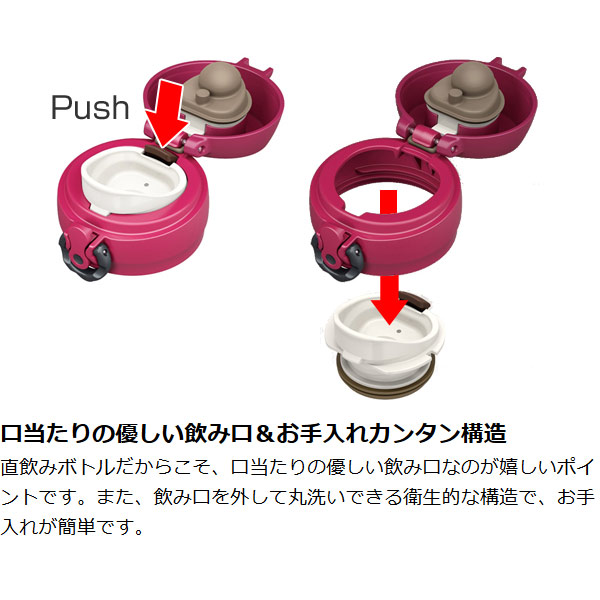 Push
口当たりの優しい飲み口＆お手入れカンタン構造
直飲みボトルだからこそ、口当たりの優しい飲み口なのが嬉しいポイ
ントです。また、飲み口を外して丸洗いできる衛生的な構造で、お手
入れが簡単です。